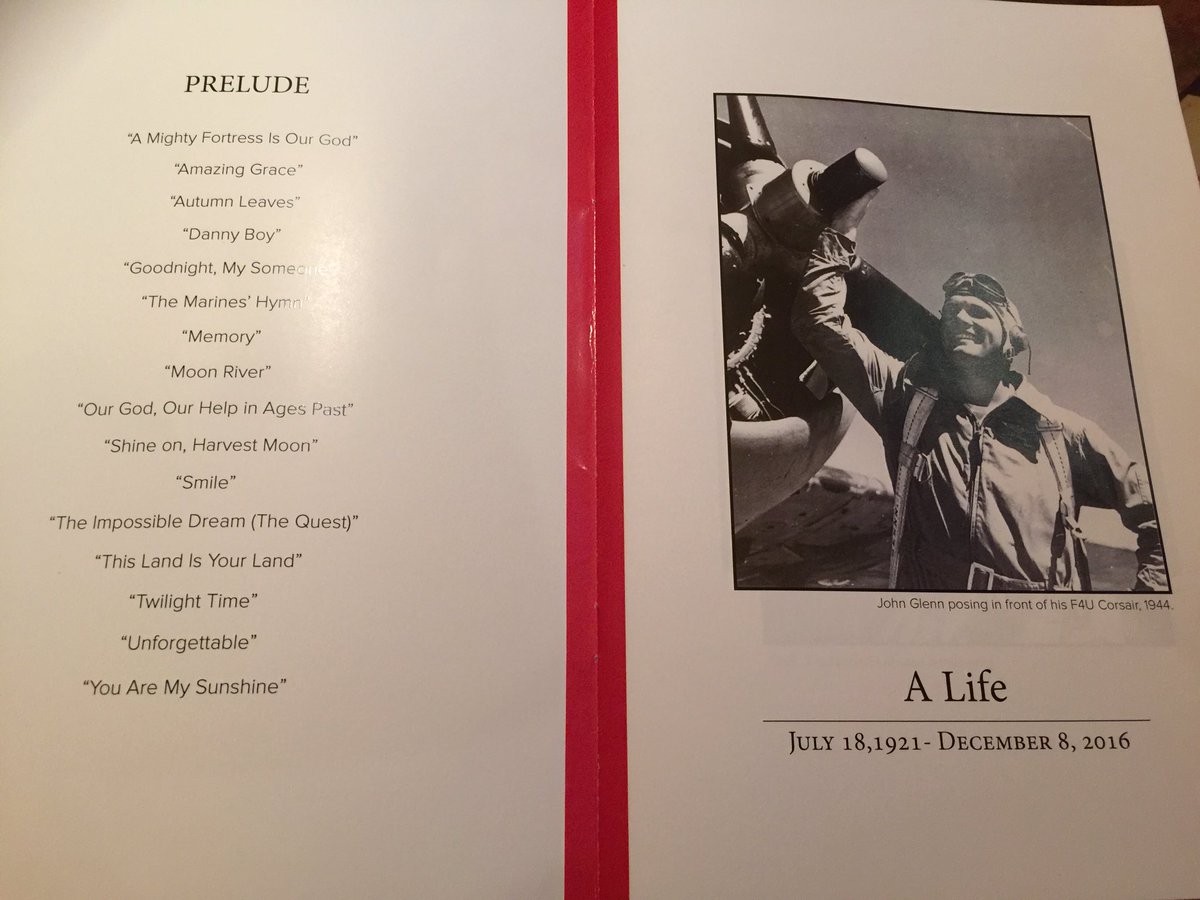 PRELUDE
“A Mighty Fortress Is Our God”
“Amazing Grace”
“Autumn Leaves”
“Danny Boy”
“Goodnight, My Someone”
“The Marines’ Hymn”
“Memory”
“Moon River”
“Our God, Our Help in Ages Past”
“Shine on, Harvest Moon”
“Smile”
“The Impossible Dream (The Quest)”
“This Land Is Your Land”
“Twilight Time”
“Unforgettable”
“You Are My Sunshine”
John Glenn posing in front of his F4U Corsair, 1944.
A Life
JULY 18,1921- DECEMBER 8, 2016